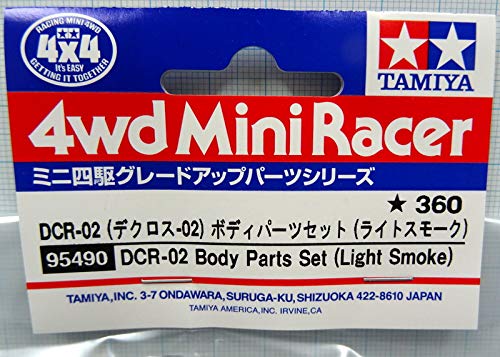 RACING MINI 4WD
4x4
It's EASY
GETTING IT TOGETHER
TAMIYA
4wd Mini Racer
ミニ四駆グレードアップパーツシリーズ
★ 360
DCR-02 (デクロス-02) ボディパーツセット (ライトスモーク)
95490 DCR-02 Body Parts Set (Light Smoke)
TAMIYA, INC. 3-7 ONDAWARA, SURUGA-KU, SHIZUOKA 422-8610 JAPAN
TAMIYA AMERICA, INC. IRVINE, CA